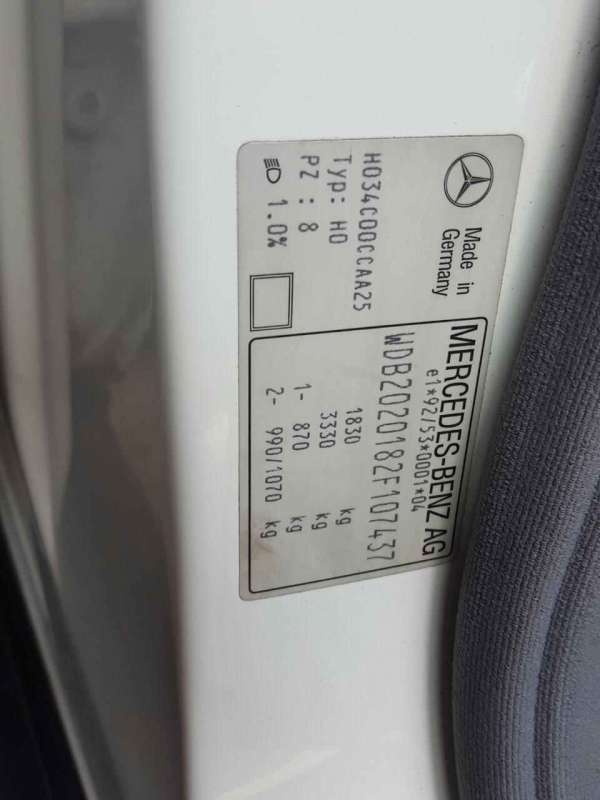 Made in
Germany
MERCEDES-BENZ AG
e1*92/53*0001*04
WDB2020182F107437
1830 kg
3330 kg
1- 870 kg
2- 990/1070 kg
H034C00CCAA25
Typ: HO
PZ : 8
1.0%